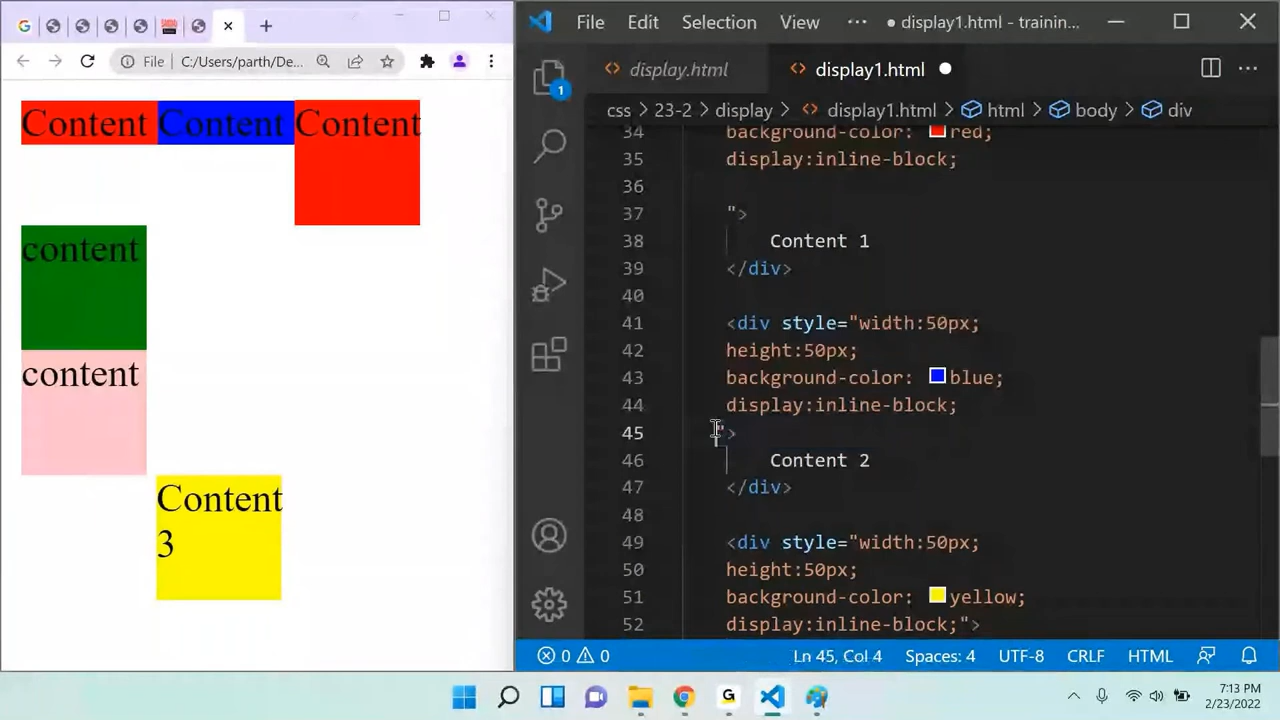 File Edit Selection View ··· ● display1.html - trainin...
File C:/Users/parth/De...
display.html display1.html
1
css > 23-2 > display > display1.html > html > body > div
Content Content Content
content
content
Content
3
34 background-color: red;
35 display:inline-block;
36
37 ">
38 Content 1
39 </div>
40
41 <div style="width:50px;
42 height:50px;
43 background-color: blue;
44 display:inline-block;
45 ">
46 Content 2
47 </div>
48
49 <div style="width:50px;
50 height:50px;
51 background-color: yellow;
52 display:inline-block;">
0 0 Ln 45, Col 4 Spaces: 4 UTF-8 CRLF HTML
7:13 PM
2/23/2022